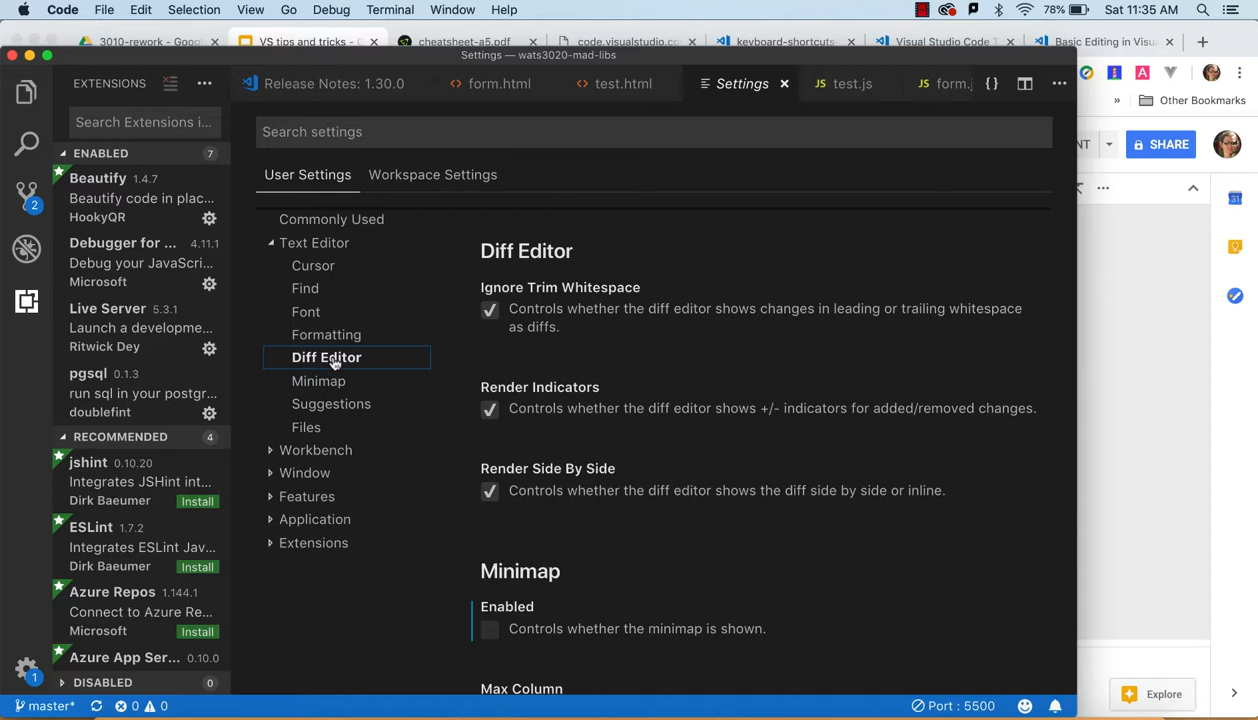 Code File Edit Selection View Go Debug Terminal Window Help 78% Sat 11:35 AM
3010-rework - Googl × VS tips and tricks - G × cheatsheet-a5.pdf × code.visualstudio.c × keyboard-shortcuts- × Visual Studio Code T × Basic Editing in Visua × +
Settings — wats3020-mad-libs
EXTENSIONS
Release Notes: 1.30.0
<> form.html
<> test.html
Settings ×
JS test.js
JS form.j
{ }
Other Bookmarks
Search Extensions i...
Search settings
NT
SHARE
ENABLED 7
User Settings
Workspace Settings
Beautify 1.4.7
Beautify code in plac...
HookyQR
Debugger for ... 4.11.1
Debug your JavaScri...
Microsoft
Live Server 5.3.1
Launch a developme...
Ritwick Dey
pgsql 0.1.3
run sql in your postgr...
doublefint
RECOMMENDED 4
jshint 0.10.20
Integrates JSHint int...
Dirk Baeumer Install
ESLint 1.7.2
Integrates ESLint Jav...
Dirk Baeumer Install
Azure Repos 1.144.1
Connect to Azure Re...
Microsoft Install
Azure App Ser... 0.10.0
DISABLED 0
2
1
Commonly Used
Text Editor
Cursor
Find
Font
Formatting
Diff Editor
Minimap
Suggestions
Files
Workbench
Window
Features
Application
Extensions
Diff Editor
Ignore Trim Whitespace
Controls whether the diff editor shows changes in leading or trailing whitespace
as diffs.
Render Indicators
Controls whether the diff editor shows +/- indicators for added/removed changes.
Render Side By Side
Controls whether the diff editor shows the diff side by side or inline.
Minimap
Enabled
Controls whether the minimap is shown.
Max Column
31
Explore
master* 0 0 Port : 5500